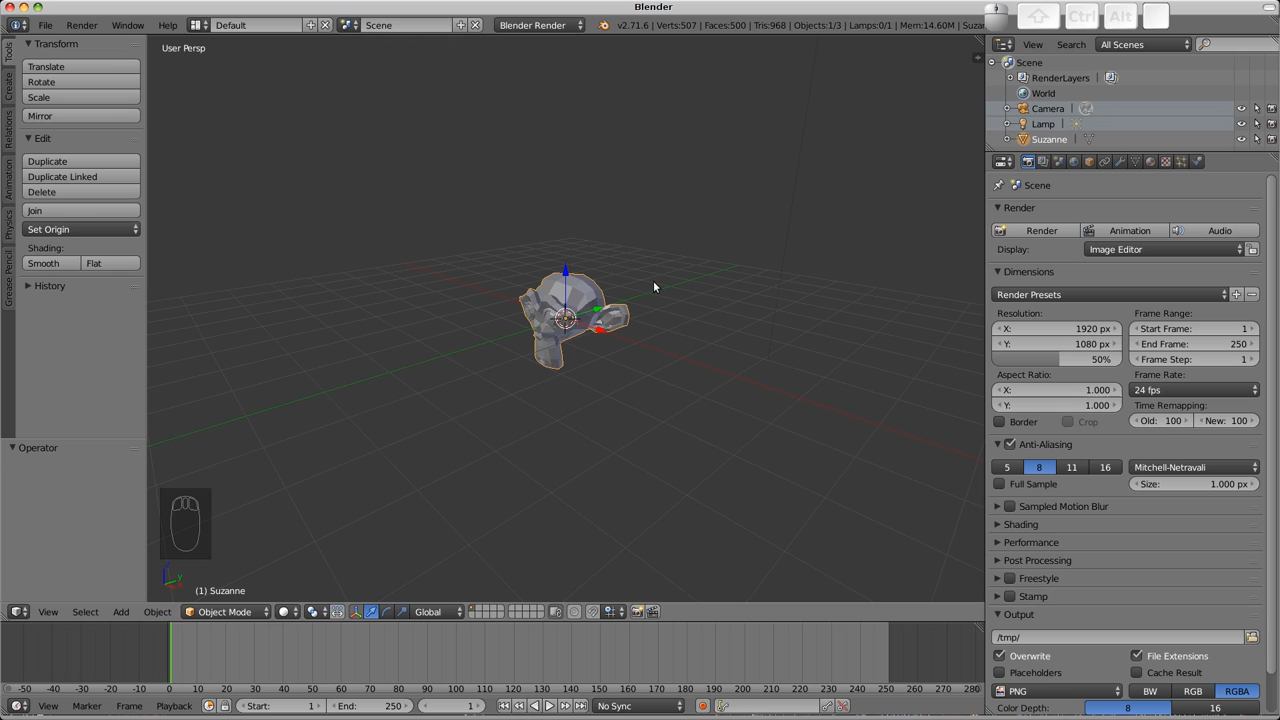 Blender
Ctrl Alt
File Render Window Help Default Scene Blender Render v2.71.6 | Verts:507 | Faces:500 | Tris:968 | Objects:1/3 | Lamps:0/1 | Mem:14.60M | Suzan
Tools
Create
Relations
Animation
Physics
Grease Pencil
Transform
Translate
Rotate
Scale
Mirror
Edit
Duplicate
Duplicate Linked
Delete
Join
Set Origin
Shading:
Smooth Flat
History
Operator
User Persp
(1) Suzanne
View Select Add Object Object Mode Global
-50 -40 -30 -20 -10 0 10 20 30 40 50 60 70 80 90 100 110 120 130 140 150 160 170 180 190 200 210 220 230 240 250 260 270 280
View Marker Frame Playback Start: 1 End: 250 1 No Sync
View Search All Scenes
Scene
RenderLayers
World
Camera
Lamp
Suzanne
Scene
Render
Render Animation Audio
Display: Image Editor
Dimensions
Render Presets
Resolution: Frame Range:
X: 1920 px Start Frame: 1
Y: 1080 px End Frame: 250
50% Frame Step: 1
Aspect Ratio: Frame Rate:
X: 1.000 24 fps
Y: 1.000 Time Remapping:
Border Crop Old: 100 New: 100
Anti-Aliasing
5 8 11 16 Mitchell-Netravali
Full Sample Size: 1.000 px
Sampled Motion Blur
Shading
Performance
Post Processing
Freestyle
Stamp
Output
/tmp/
Overwrite File Extensions
Placeholders Cache Result
PNG BW RGB RGBA
Color Depth: 8 16